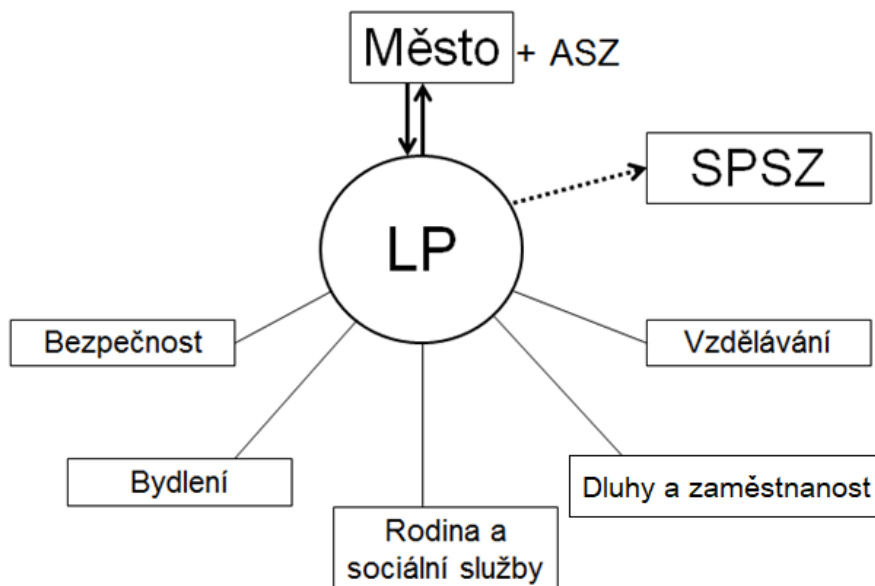 Město + ASZ
SPSZ
LP
Bezpečnost
Vzdělávání
Bydlení
Dluhy a zaměstnanost
Rodina a
sociální služby